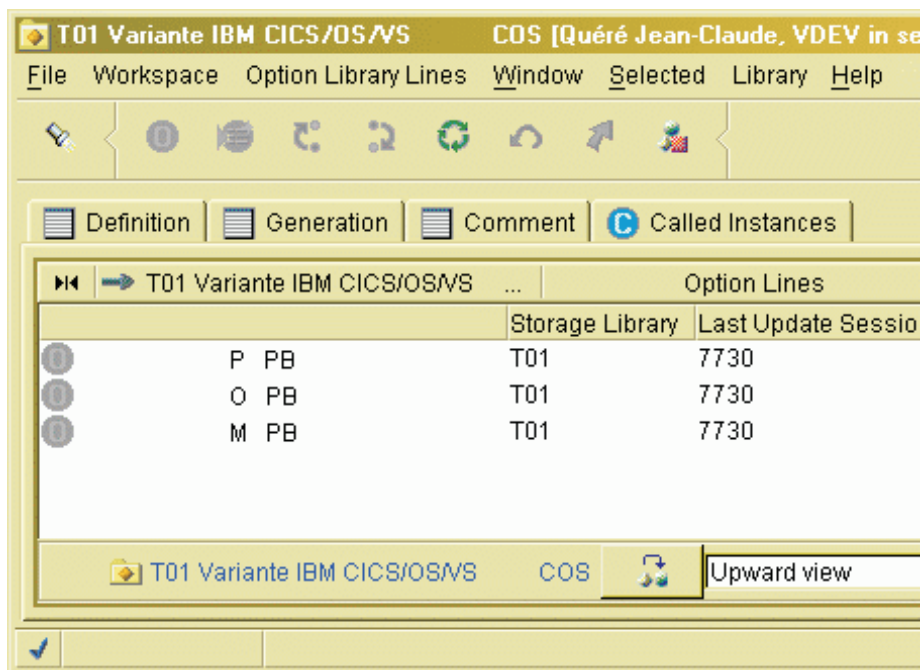 T01 Variante IBM CICS/OS/VS COS [Quéré Jean-Claude, VDEV in se
File Workspace Option Library Lines Window Selected Library Help
Definition Generation Comment C Called Instances
T01 Variante IBM CICS/OS/VS ... Option Lines
Storage Library Last Update Sessio
0 P PB T01 7730
0 O PB T01 7730
0 M PB T01 7730
T01 Variante IBM CICS/OS/VS COS Upward view